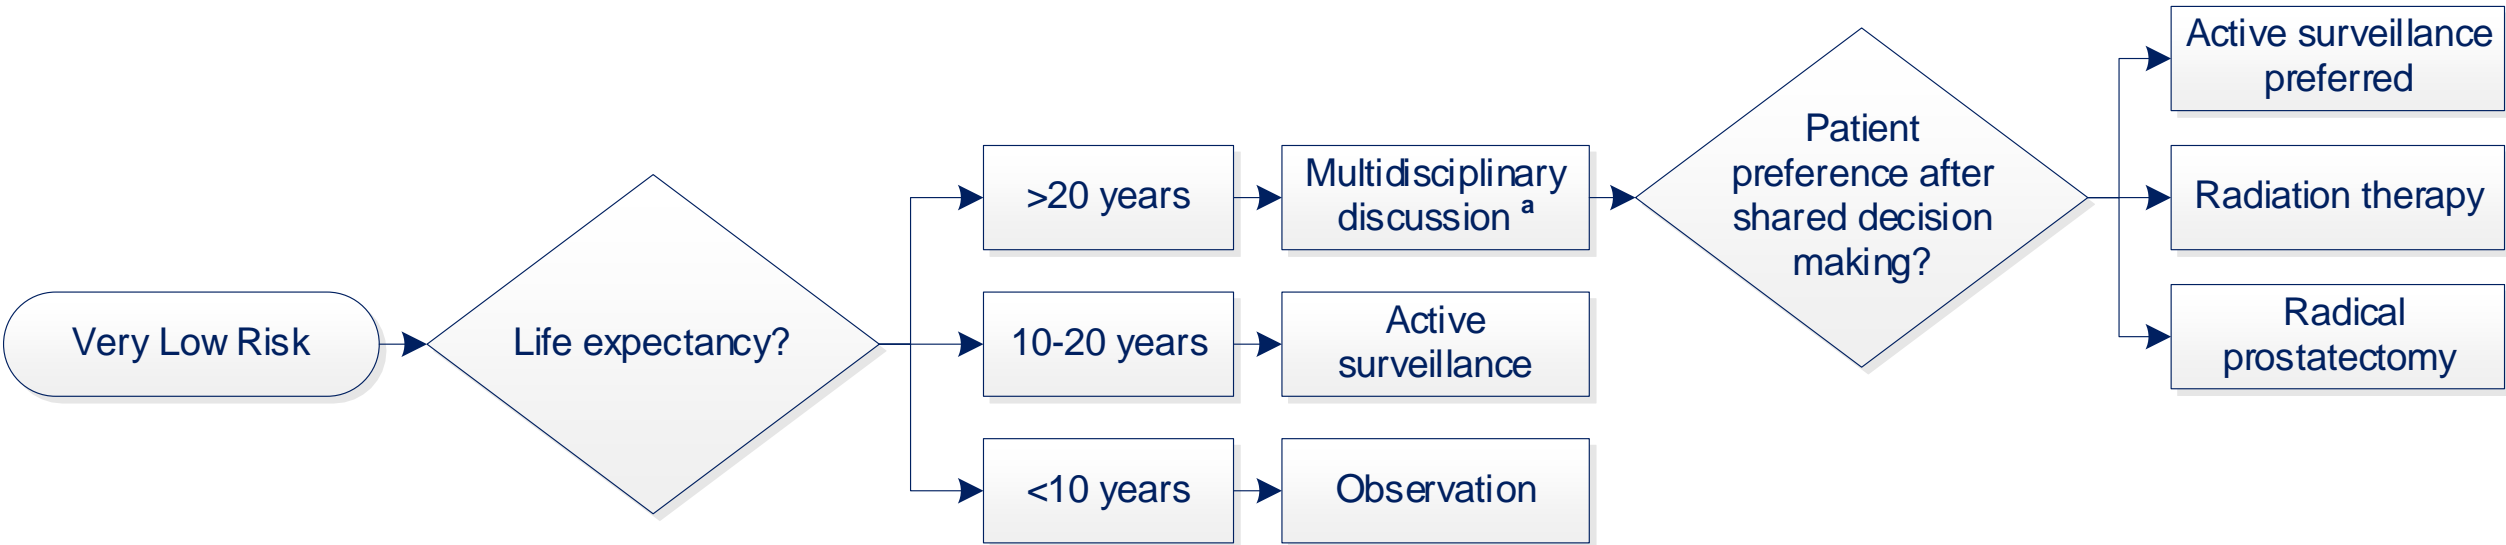 Very Low Risk
Life expectancy?
>20 years
Multidisciplinary
discussion a
10-20 years
Active
surveillance
<10 years
Observation
Patient
preference after
shared decision
making?
Active surveillance
preferred
Radiation therapy
Radical
prostatectomy